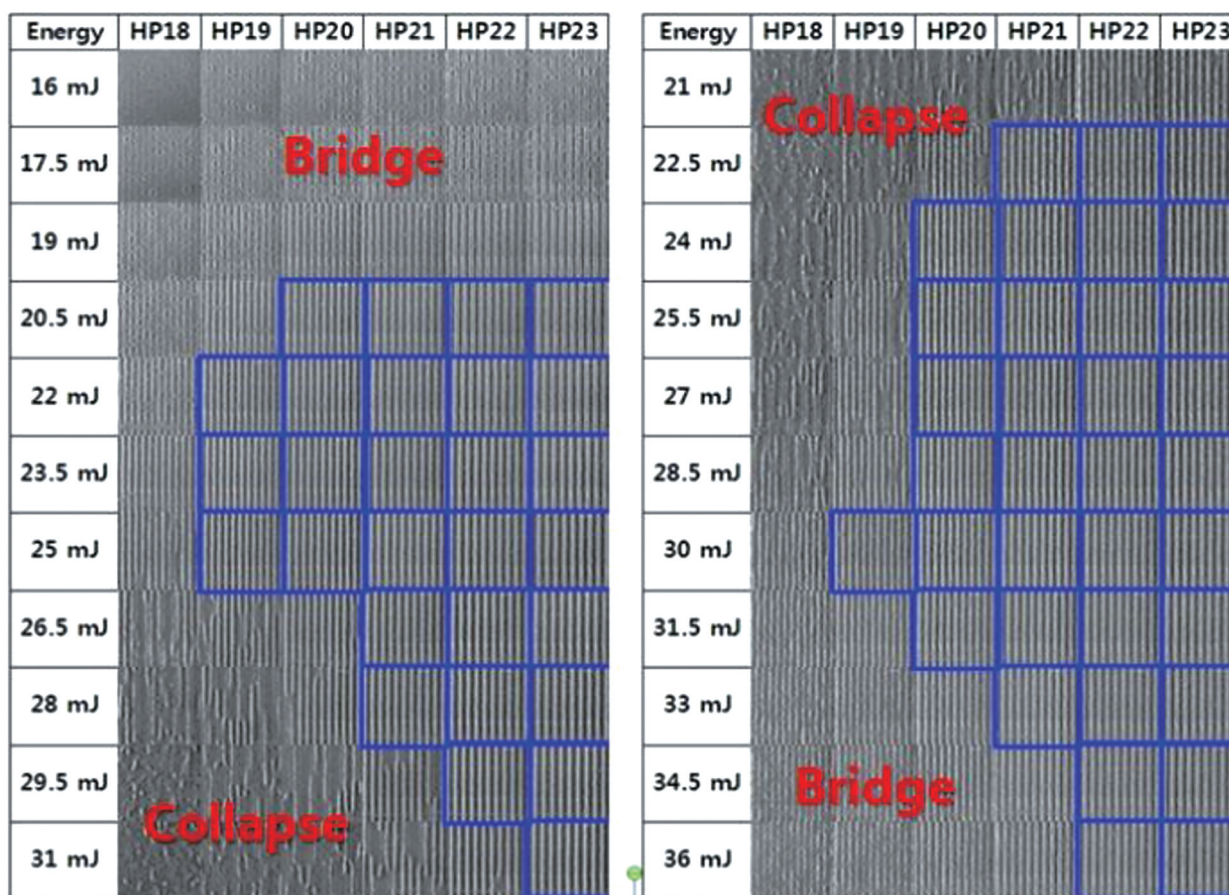 Energy HP18 HP19 HP20 HP21 HP22 HP23
16 mJ
17.5 mJ
19 mJ
20.5 mJ
22 mJ
23.5 mJ
25 mJ
26.5 mJ
28 mJ
29.5 mJ
31 mJ
Bridge
Collapse
Energy HP18 HP19 HP20 HP21 HP22 HP23
21 mJ
22.5 mJ
24 mJ
25.5 mJ
27 mJ
28.5 mJ
30 mJ
31.5 mJ
33 mJ
34.5 mJ
36 mJ
Collapse
Bridge